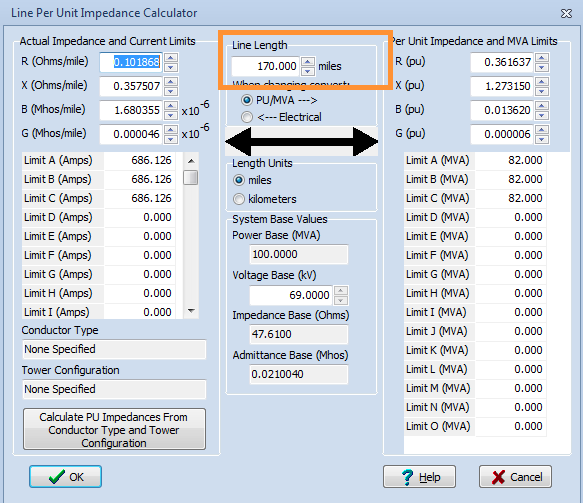 Line Per Unit Impedance Calculator
Actual Impedance and Current Limits
R (Ohms/mile) 0.101868
X (Ohms/mile) 0.357507
B (Mhos/mile) 1.680355 x10-6
G (Mhos/mile) 0.000046 x10-6
Limit A (Amps) 686.126
Limit B (Amps) 686.126
Limit C (Amps) 686.126
Limit D (Amps) 0.000
Limit E (Amps) 0.000
Limit F (Amps) 0.000
Limit G (Amps) 0.000
Limit H (Amps) 0.000
Limit I (Amps) 0.000
Conductor Type
None Specified
Tower Configuration
None Specified
Calculate PU Impedances From
Conductor Type and Tower
Configuration
Line Length
170.000 miles
When changing convert:
PU/MVA --->
<--- Electrical
Length Units
miles
kilometers
System Base Values
Power Base (MVA)
100.0000
Voltage Base (kV)
69.0000
Impedance Base (Ohms)
47.6100
Admittance Base (Mhos)
0.0210040
Per Unit Impedance and MVA Limits
R (pu) 0.361637
X (pu) 1.273150
B (pu) 0.013620
G (pu) 0.000006
Limit A (MVA) 82.000
Limit B (MVA) 82.000
Limit C (MVA) 82.000
Limit D (MVA) 0.000
Limit E (MVA) 0.000
Limit F (MVA) 0.000
Limit G (MVA) 0.000
Limit H (MVA) 0.000
Limit I (MVA) 0.000
Limit J (MVA) 0.000
Limit K (MVA) 0.000
Limit L (MVA) 0.000
Limit M (MVA) 0.000
Limit N (MVA) 0.000
Limit O (MVA) 0.000
OK
? Help
Cancel